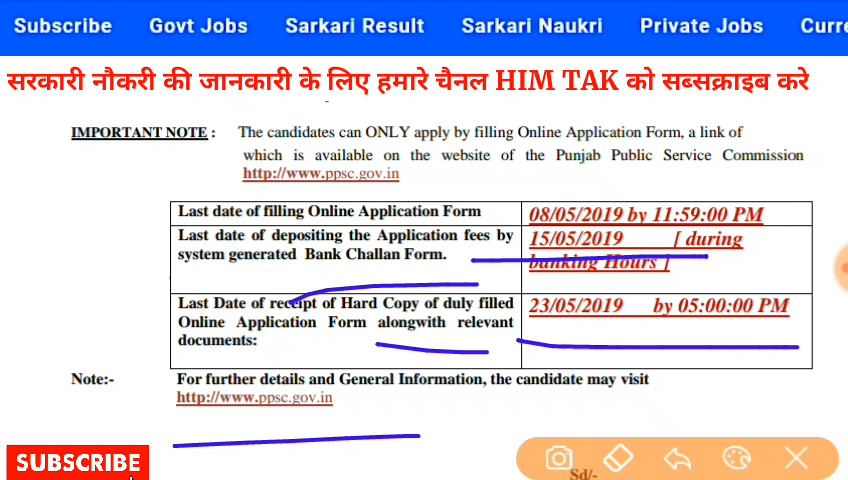 Subscribe Govt Jobs Sarkari Result Sarkari Naukri Private Jobs Curre
सरकारी नौकरी की जानकारी के लिए हमारे चैनल HIM TAK को सब्सक्राइब करे
IMPORTANT NOTE : The candidates can ONLY apply by filling Online Application Form, a link of
which is available on the website of the Punjab Public Service Commission
http://www.ppsc.gov.in
Last date of filling Online Application Form 08/05/2019 by 11:59:00 PM
Last date of depositing the Application fees by 15/05/2019 [ during
system generated Bank Challan Form. banking Hours ]
Last Date of receipt of Hard Copy of duly filled 23/05/2019 by 05:00:00 PM
Online Application Form alongwith relevant
documents:
Note:- For further details and General Information, the candidate may visit
http://www.ppsc.gov.in
SUBSCRIBE
Sd/-